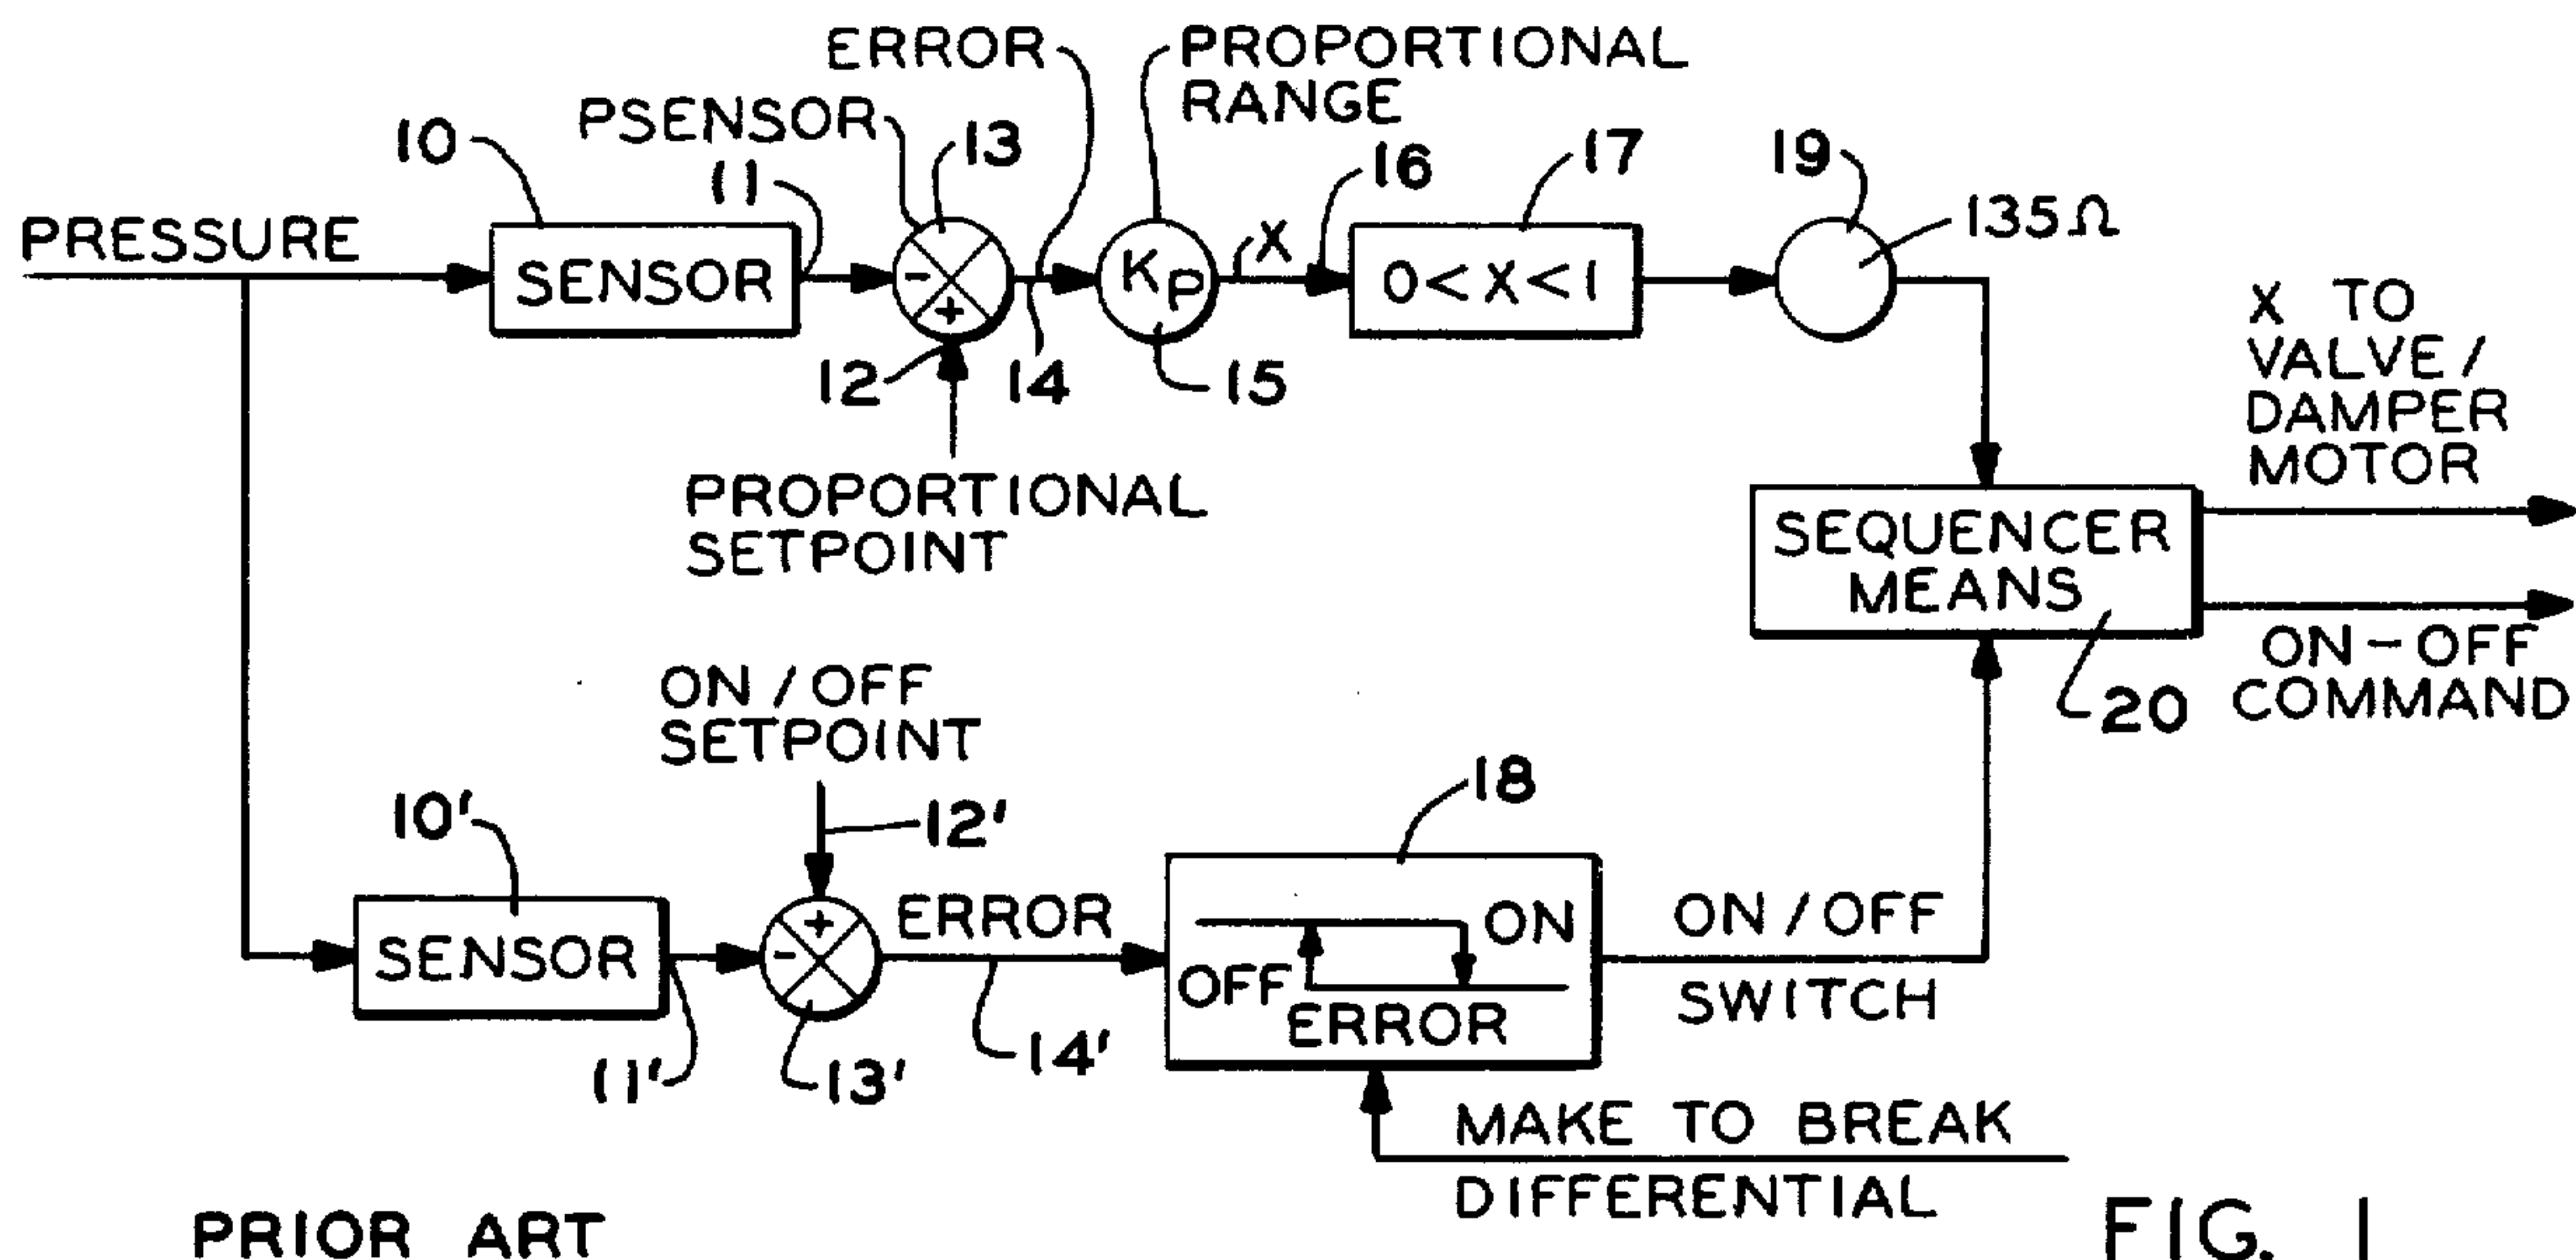 ERROR
PROPORTIONAL
RANGE
PSENSOR
10
11
13
16
17
19
135Ω
PRESSURE
SENSOR
-
+
KP
X
0<X<1
12
14
15
PROPORTIONAL
SETPOINT
X TO
VALVE/
DAMPER
MOTOR
SEQUENCER
MEANS
20
ON-OFF
COMMAND
ON/OFF
SETPOINT
12'
10'
18
SENSOR
+
-
ERROR
11'
13'
14'
ON
OFF
ERROR
ON/OFF
SWITCH
MAKE TO BREAK
DIFFERENTIAL
PRIOR ART
FIG. 1